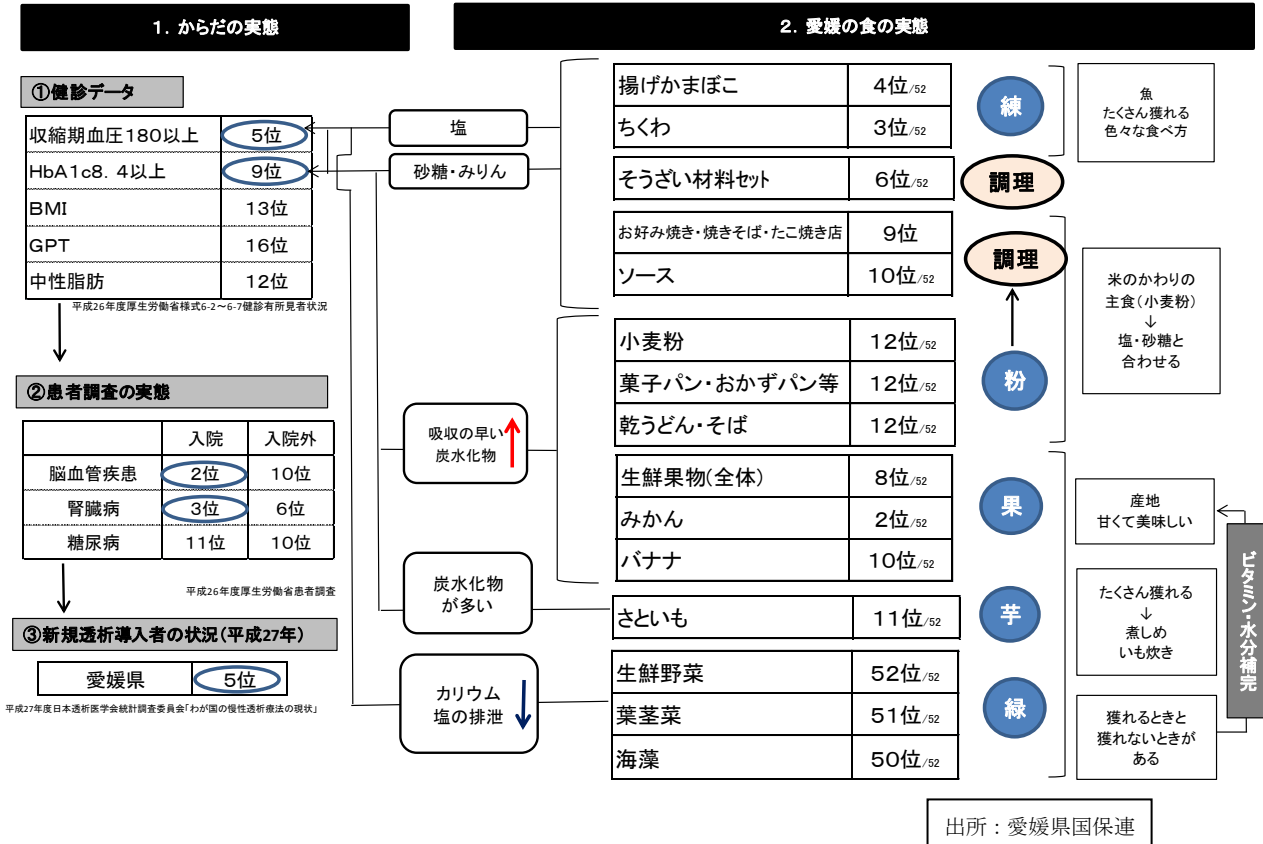 1．からだの実態
2．愛媛の食の実態
①健診データ
収縮期血圧180以上 5位
HbA1c8．4以上 9位
BMI 13位
GPT 16位
中性脂肪 12位
平成26年度厚生労働省様式6-2～6-7健診有所見者状況
②患者調査の実態
入院 入院外
脳血管疾患 2位 10位
腎臓病 3位 6位
糖尿病 11位 10位
平成26年度厚生労働省患者調査
③新規透析導入者の状況（平成27年）
愛媛県 5位
平成27年度日本透析医学会統計調査委員会「わが国の慢性透析療法の現状」
塩
砂糖・みりん
吸収の早い
炭水化物
炭水化物
が多い
カリウム
塩の排泄
揚げかまぼこ 4位/52
ちくわ 3位/52
そうざい材料セット 6位/52
お好み焼き・焼きそば・たこ焼き店 9位
ソース 10位/52
小麦粉 12位/52
菓子パン・おかずパン等 12位/52
乾うどん・そば 12位/52
生鮮果物(全体) 8位/52
みかん 2位/52
バナナ 10位/52
さといも 11位/52
生鮮野菜 52位/52
葉茎菜 51位/52
海藻 50位/52
練
調理
調理
粉
果
芋
緑
魚
たくさん獲れる
色々な食べ方
米のかわりの
主食（小麦粉）
↓
塩・砂糖と
合わせる
産地
甘くて美味しい
たくさん獲れる
↓
煮しめ
いも炊き
獲れるときと
獲れないときが
ある
ビタミン・水分補完
出所：愛媛県国保連